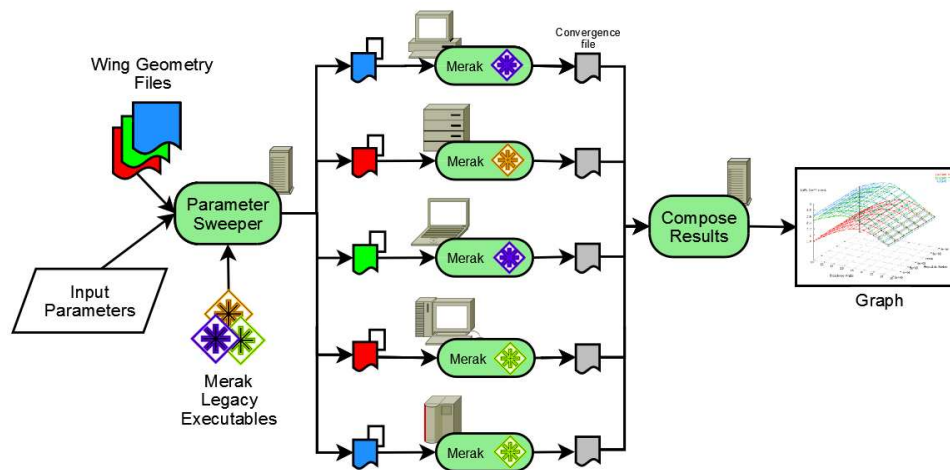 Wing Geometry
Files
Parameter
Sweeper
Input
Parameters
Merak
Legacy
Executables
Merak
Merak
Merak
Merak
Merak
Convergence
file
Compose
Results
Graph